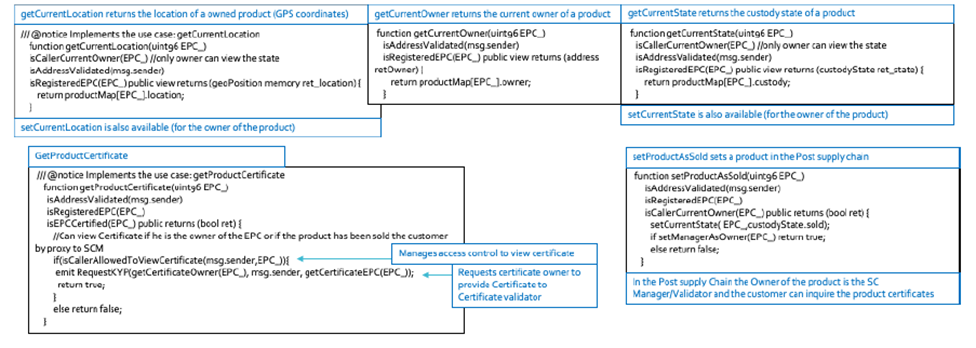 getCurrentLocation returns the location of a owned product (GPS coordinates)
/// @notice Implements the use case: getCurrentLocation
function getCurrentLocation(uint96 EPC_)
isCallerCurrentOwner(EPC_) //only owner can view the state
isAddressValidated(msg.sender)
isRegisteredEPC(EPC_) public view returns (geoPosition memory ret_location) {
return productMap[EPC_].location;
}
setCurrentLocation is also available (for the owner of the product)
getCurrentOwner returns the current owner of a product
function getCurrentOwner(uint96 EPC_)
isAddressValidated(msg.sender)
isRegisteredEPC(EPC_) public view returns (address
retOwner) {
return productMap[EPC_].owner;
}
getCurrentState returns the custody state of a product
function getCurrentState(uint96 EPC_)
isCallerCurrentOwner(EPC_) //only owner can view the state
isAddressValidated(msg.sender)
isRegisteredEPC(EPC_) public view returns (custodyState ret_state) {
return productMap[EPC_].custody;
}
setCurrentState is also available (for the owner of the product)
GetProductCertificate
/// @notice Implements the use case: getProductCertificate
function getProductCertificate(uint96 EPC_)
isAddressValidated(msg.sender)
isRegisteredEPC(EPC_)
isEPCCertified(EPC_) public returns (bool ret) {
//Can view Certificate if he is the owner of the EPC or if the product has been sold the customer
by proxy to SCM
if(isCallerAllowedToViewCertificate(msg.sender,EPC_)){
emit RequestKYP(getCertificateOwner(EPC_), msg.sender, getCertificateEPC(EPC_));
return true;
}
else return false;
}
Manages access control to view certificate
Requests certificate owner
to provide Certificate to
Certificate validator
setProductAsSold sets a product in the Post supply chain
function setProductAsSold(uint96 EPC_)
isAddressValidated(msg.sender)
isRegisteredEPC(EPC_)
isCallerCurrentOwner(EPC_) public returns (bool ret) {
setCurrentState( EPC_,custodyState.sold);
if setManagerAsOwner(EPC_) return true;
else return false;
}
In the Post supply Chain the Owner of the product is the SC
Manager/Validator and the customer can inquire the product certificates